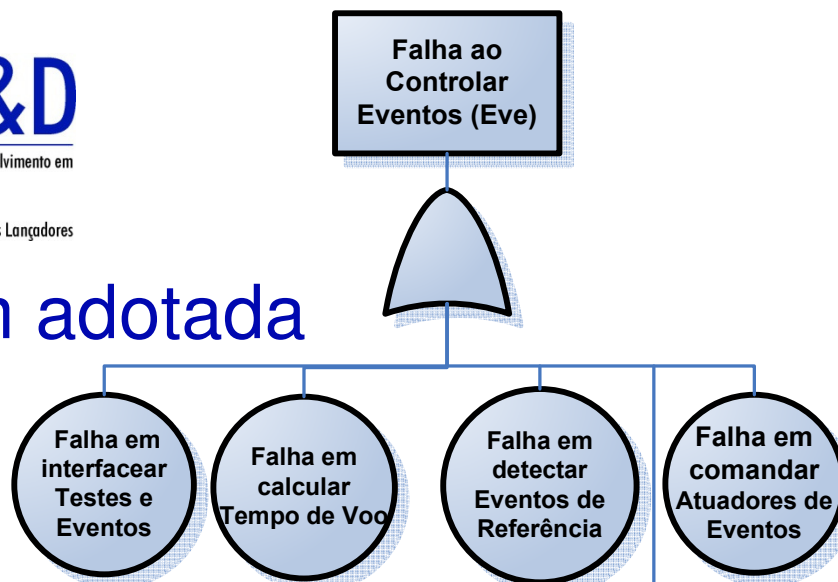 &D
lvimento em
s Lançadores
adotada
Falha ao
Controlar
Eventos (Eve)
Falha em
interfacear
Testes e
Eventos
Falha em
calcular
Tempo de Voo
Falha em
detectar
Eventos de
Referência
Falha em
comandar
Atuadores de
Eventos